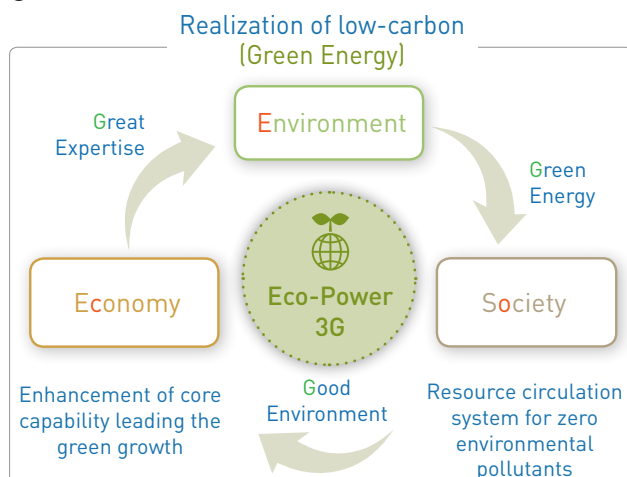 Realization of low-carbon
(Green Energy)
Great
Expertise
Environment
Green
Energy
Economy
Eco-Power
3G
Society
Good
Environment
Enhancement of core
capability leading the
green growth
Resource circulation
system for zero
environmental
pollutants